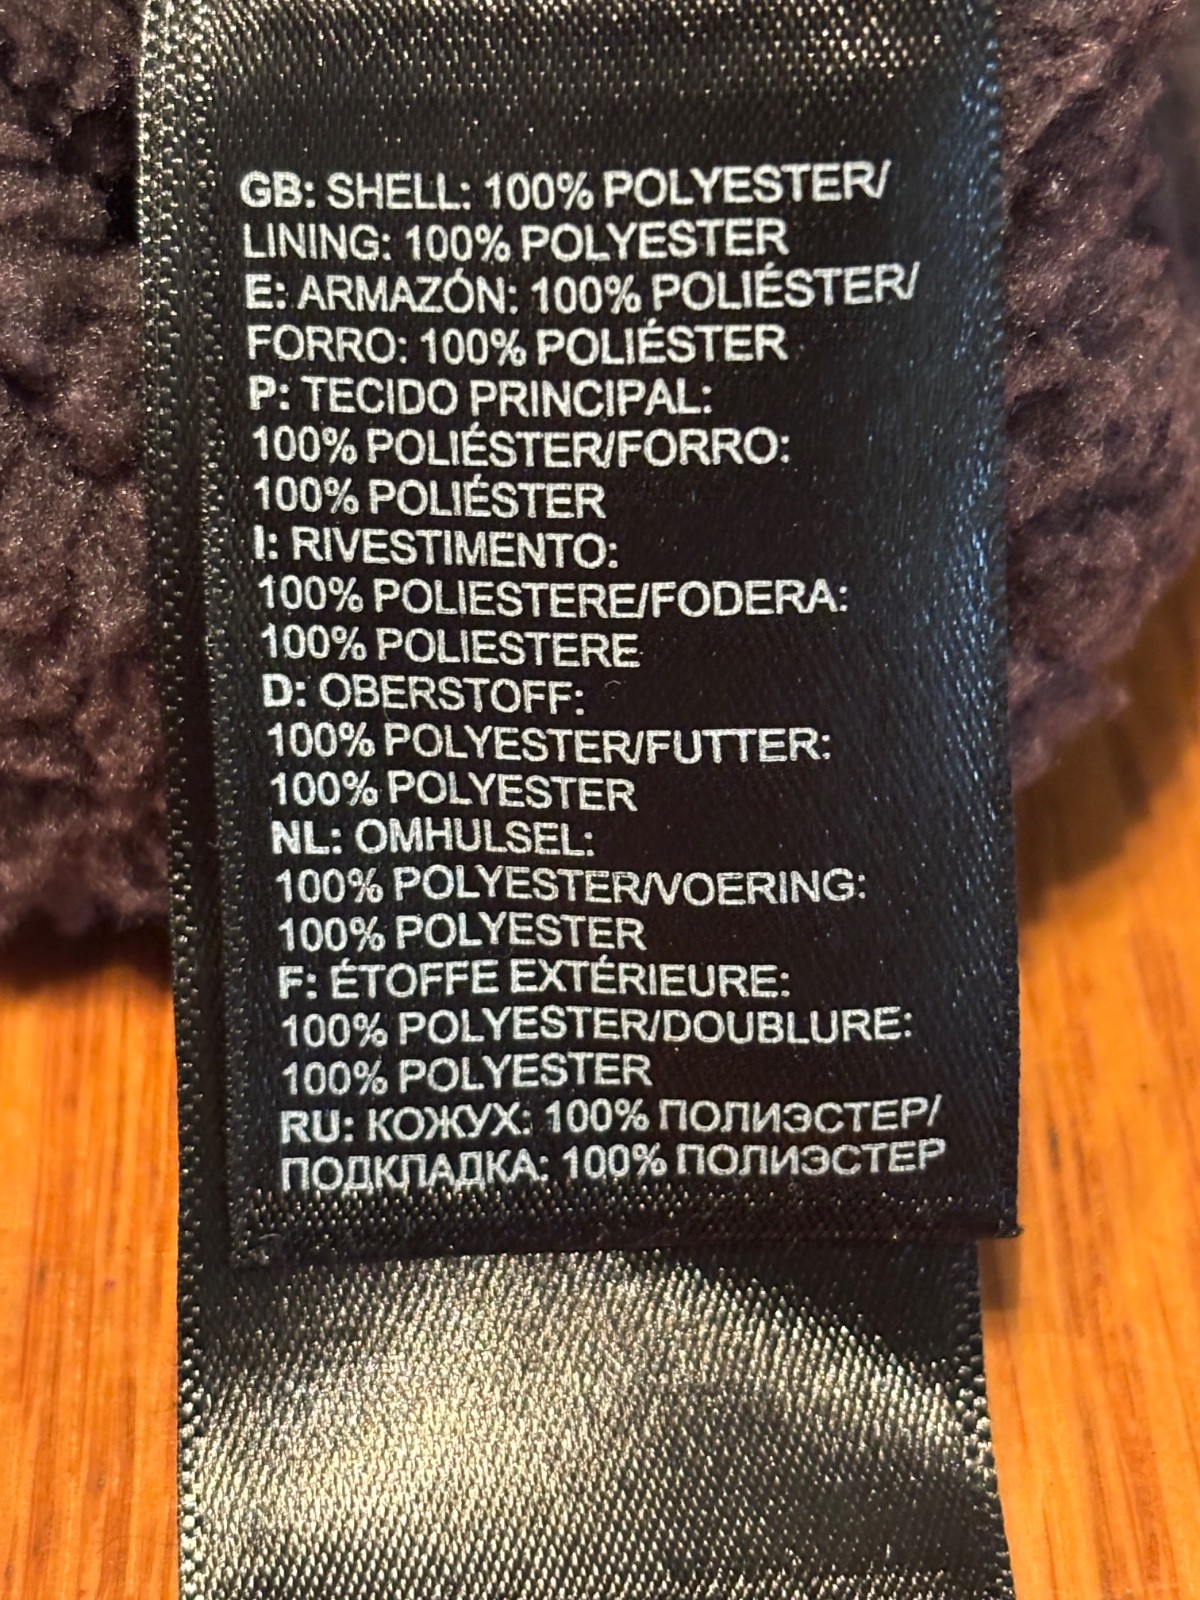 GB: SHELL: 100% POLYESTER/
LINING: 100% POLYESTER
E: ARMAZÓN: 100% POLIÉSTER/
FORRO: 100% POLIÉSTER
P: TECIDO PRINCIPAL:
100% POLIÉSTER/FORRO:
100% POLIÉSTER
I: RIVESTIMENTO:
100% POLIESTERE/FODERA:
100% POLIESTERE
D: OBERSTOFF:
100% POLYESTER/FUTTER:
100% POLYESTER
NL: OMHULSEL:
100% POLYESTER/VOERING:
100% POLYESTER
F: ÉTOFFE EXTÉRIEURE:
100% POLYESTER/DOUBLURE:
100% POLYESTER
RU: КОЖУХ: 100% ПОЛИЭСТЕР/
ПОДКЛАДКА: 100% ПОЛИЭСТЕР